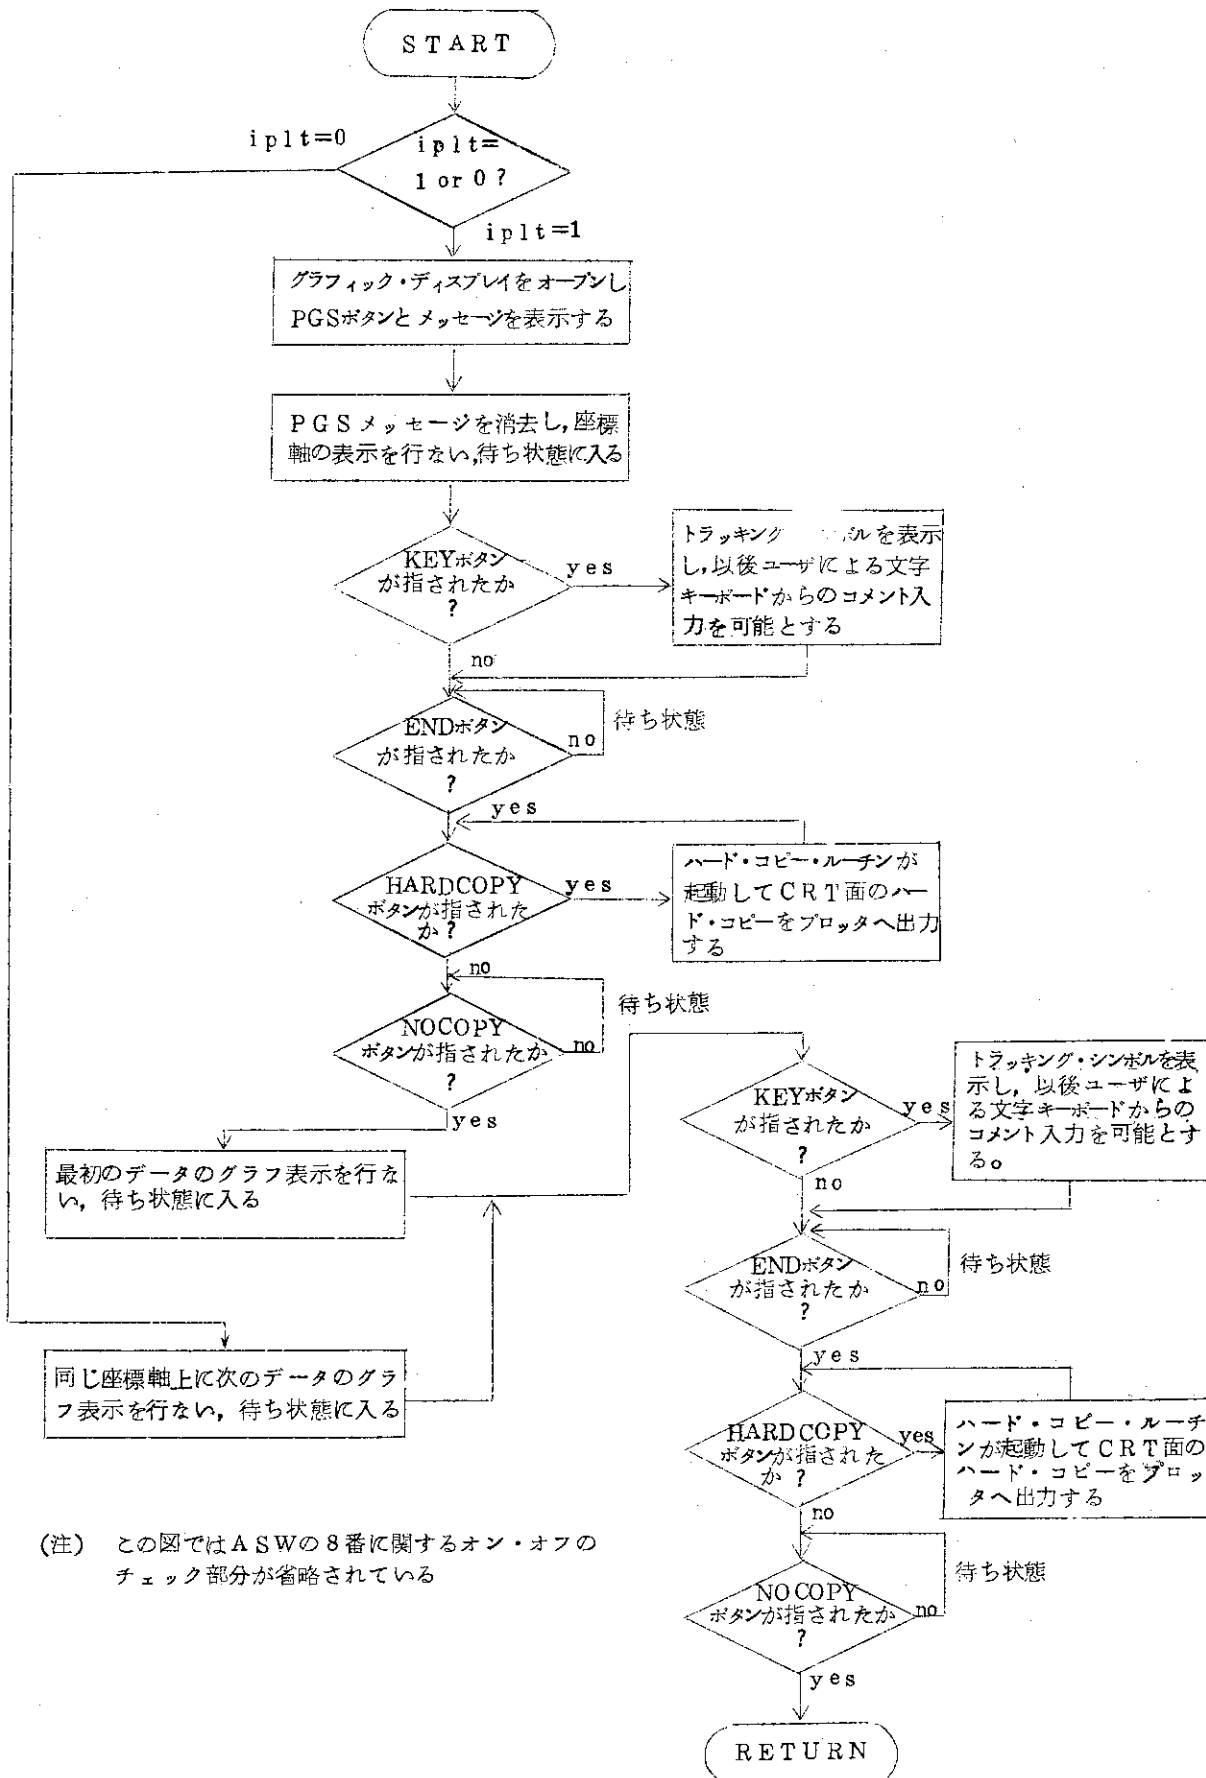 START
iplt=0
iplt=
1 or 0?
iplt=1
グラフィック・ディスプレイをオープンし
PGSボタンとメッセージを表示する
PGSメッセージを消去し,座標
軸の表示を行ない,待ち状態に入る
KEYボタン
が指されたか
?
yes
トラッキング ボルを表示
し,以後ユーザによる文字
キーボードからのコメント入
力を可能とする
no
ENDボタン
が指されたか
?
no
待ち状態
yes
HARDCOPY
ボタンが指された
か?
yes
ハード・コピー・ルーチンが
起動してCRT面のハー
ド・コピーをプロッタへ出力
する
no
NOCOPY
ボタンが指されたか
?
no
待ち状態
yes
最初のデータのグラフ表示を行な
い,待ち状態に入る
KEYボタン
が指されたか
?
yes
トラッキング・シンボルを表
示し,以後ユーザによ
る文字キーボードからの
コメント入力を可能とす
る。
no
ENDボタン
が指されたか
?
no
待ち状態
yes
同じ座標軸上に次のデータのグラ
フ表示を行ない,待ち状態に入る
HARDCOPY
ボタンが指された
か?
yes
ハード・コピー・ルーチ
ンが起動してCRT面の
ハード・コピーをプロッ
タへ出力する
no
NOCOPY
ボタンが指されたか
?
no
待ち状態
yes
RETURN
(注) この図ではASWの8番に関するオン・オフの
チェック部分が省略されている